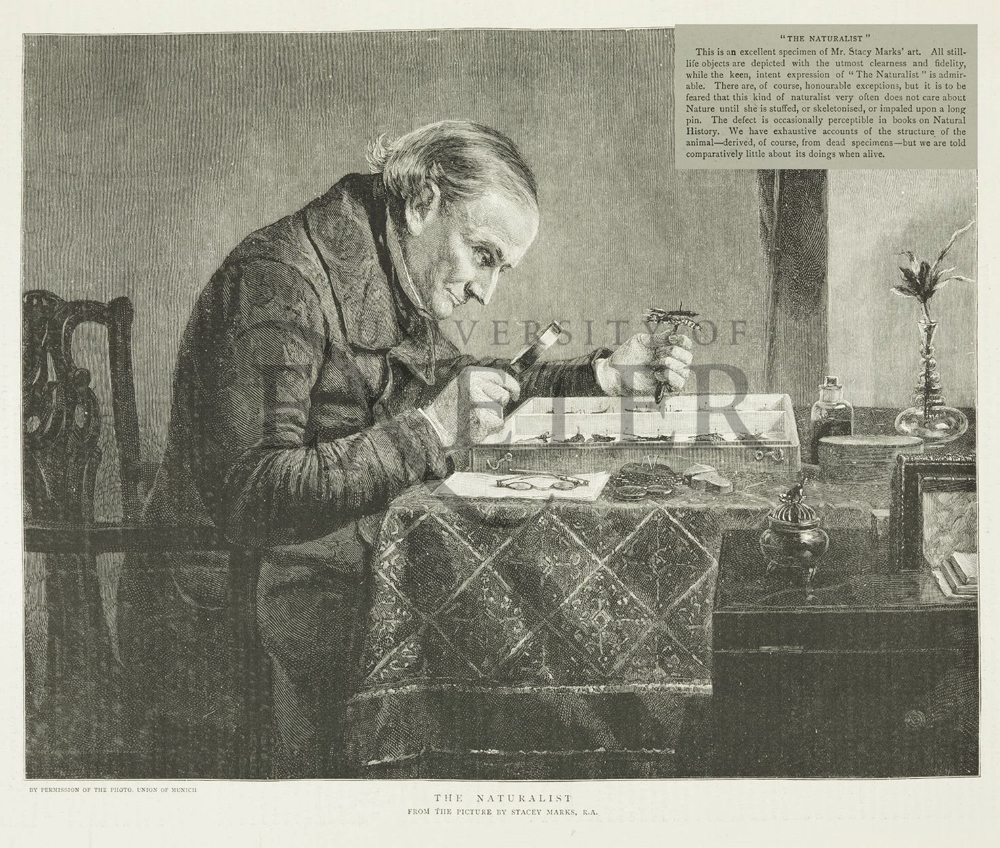 “THE NATURALIST”
This is an excellent specimen of Mr. Stacy Marks’ art. All still-
life objects are depicted with the utmost clearness and fidelity,
while the keen, intent expression of “The Naturalist” is admir-
able. There are, of course, honourable exceptions, but it is to be
feared that this kind of naturalist very often does not care about
Nature until she is stuffed, or skeletonised, or impaled upon a long
pin. The defect is occasionally perceptible in books on Natural
History. We have exhaustive accounts of the structure of the
animal—derived, of course, from dead specimens—but we are told
comparatively little about its doings when alive.
UNIVERSITY OF
EXETER
BY PERMISSION OF THE PHOTO. UNION OF MUNICH
THE NATURALIST
FROM THE PICTURE BY STACEY MARKS, R.A.